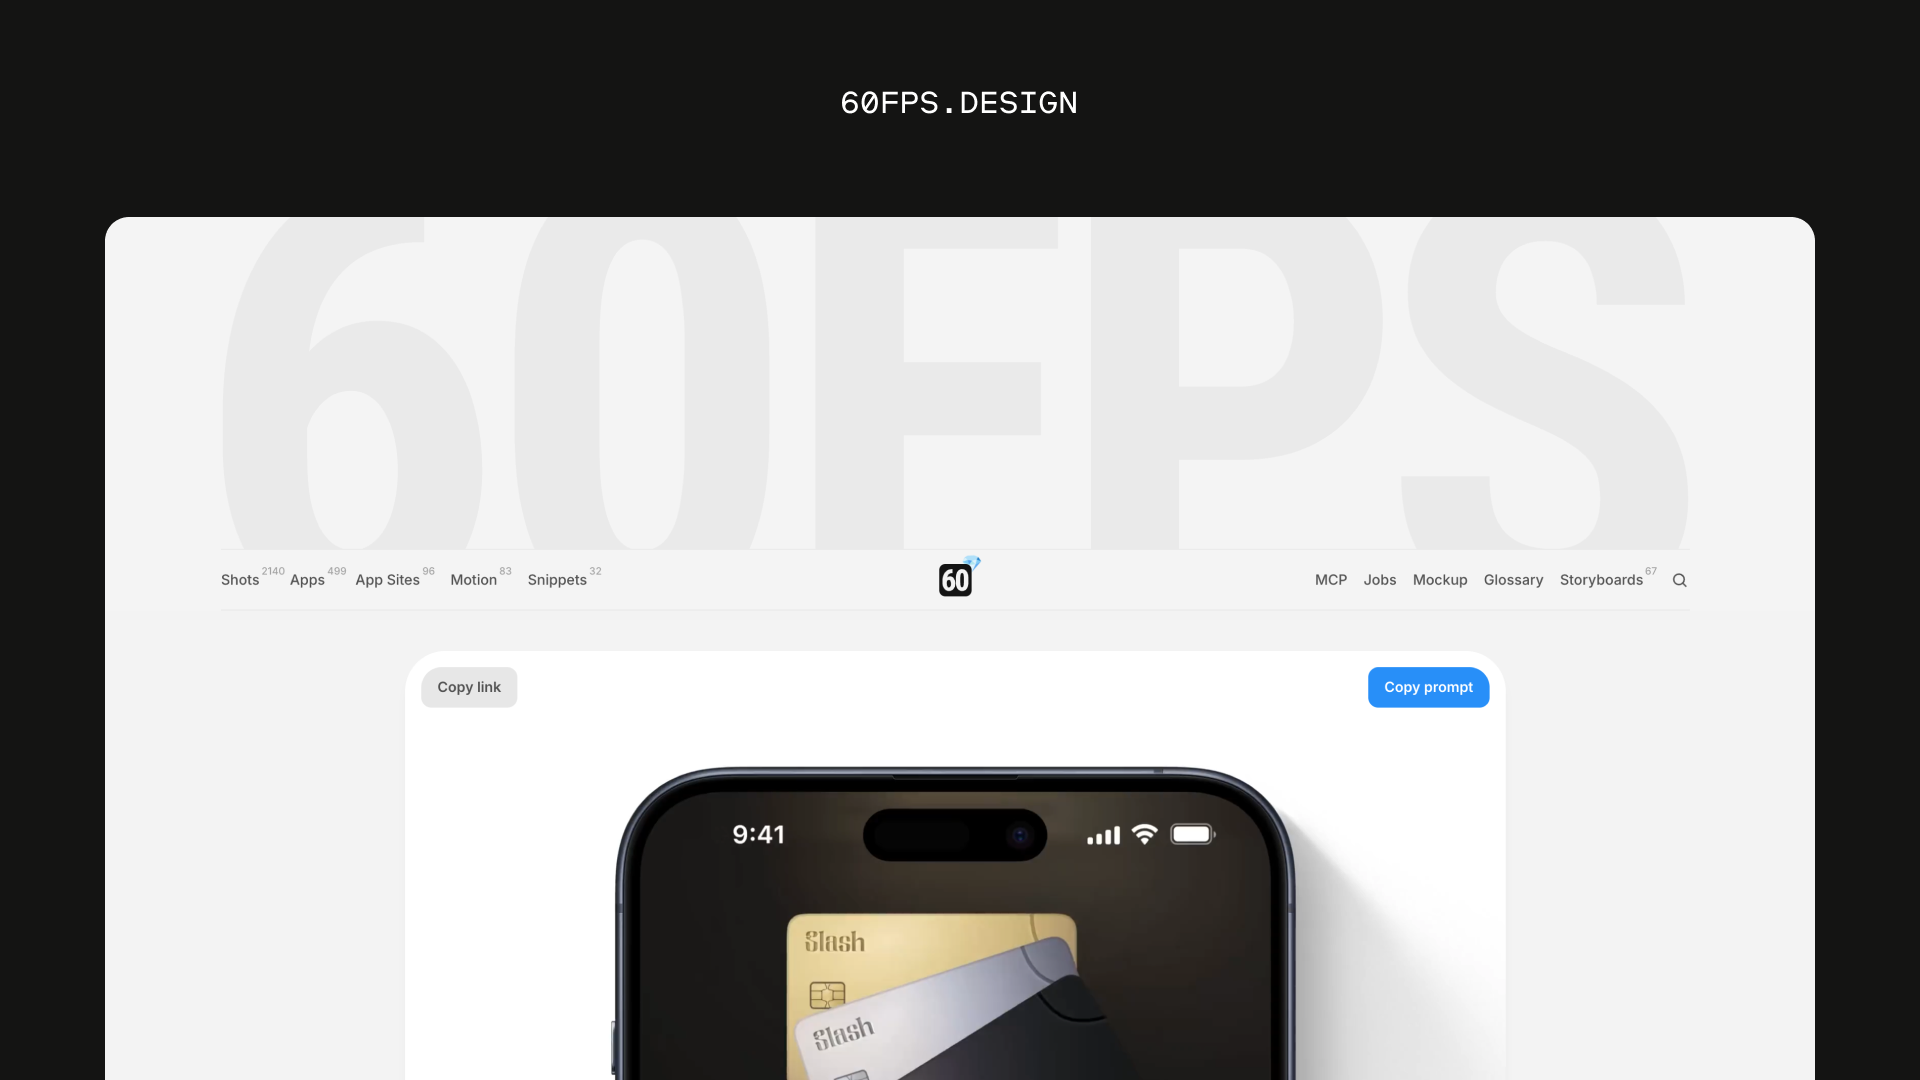 60FPS.DESIGN
60FPS
Shots 2140 Apps 499 App Sites 96 Motion 83 Snippets 32
60
MCP Jobs Mockup Glossary Storyboards 67
Copy link
Copy prompt
9:41
Slash
Slash